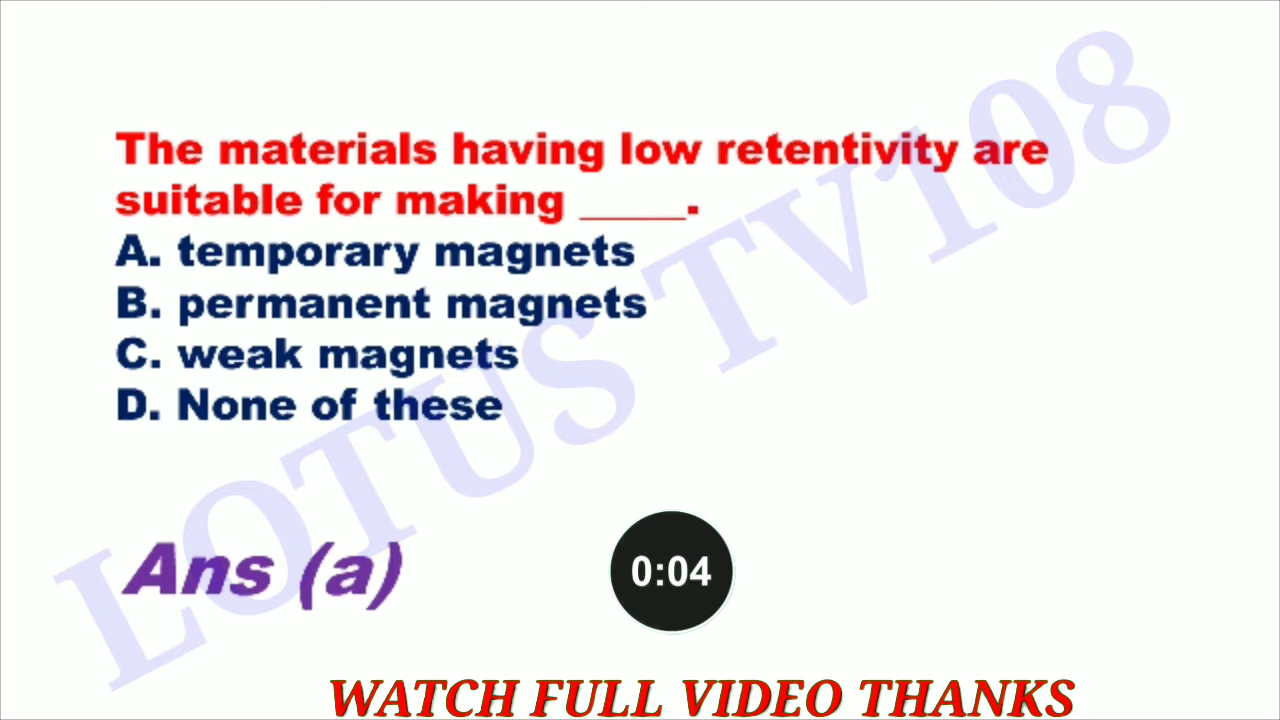 The materials having low retentivity are
suitable for making _____.
A. temporary magnets
B. permanent magnets
C. weak magnets
D. None of these
LOTUS TV108
Ans (a)
0:04
WATCH FULL VIDEO THANKS